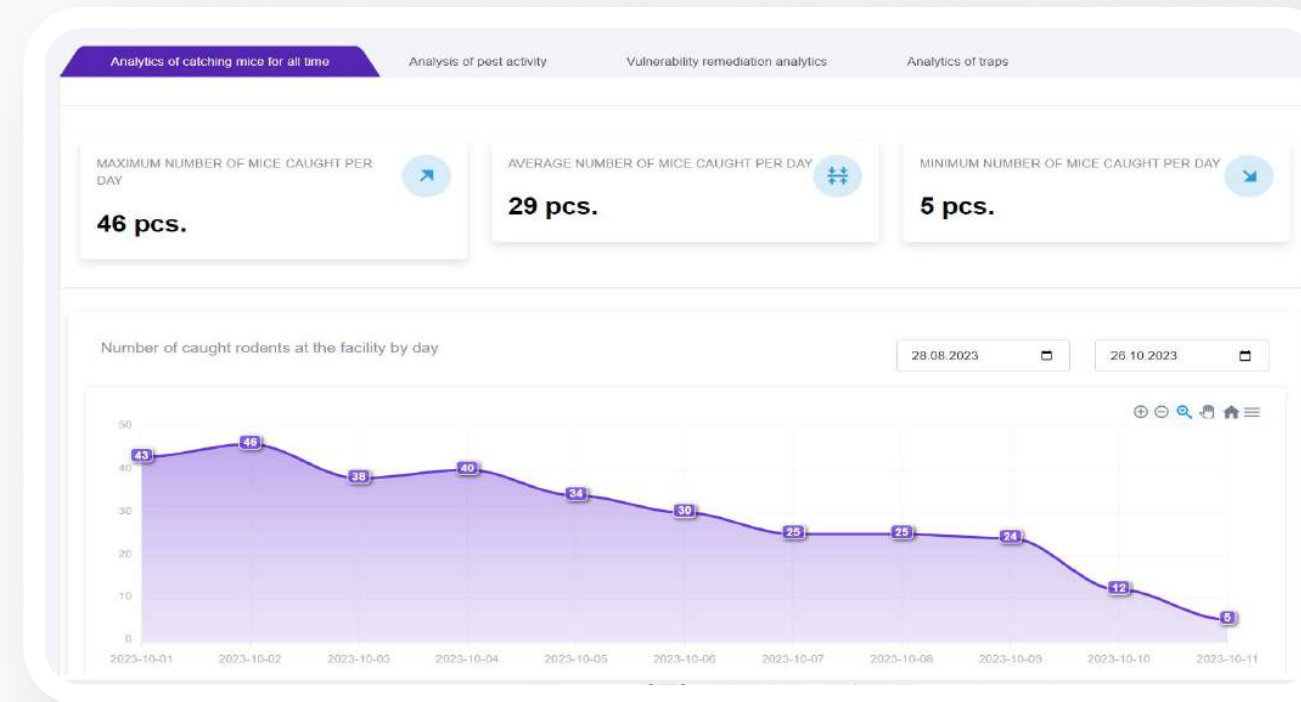 Analytics of catching mice for all time
Analysis of pest activity
Vulnerability remediation analytics
Analytics of traps
MAXIMUM NUMBER OF MICE CAUGHT PER
DAY
46 pcs.
AVERAGE NUMBER OF MICE CAUGHT PER DAY
29 pcs.
MINIMUM NUMBER OF MICE CAUGHT PER DAY
5 pcs.
Number of caught rodents at the facility by day
28.08.2023
26.10.2023
50
40
30
20
10
0
43
46
38
40
34
30
25
25
24
12
5
2023-10-01
2023-10-02
2023-10-03
2023-10-04
2023-10-05
2023-10-06
2023-10-07
2023-10-08
2023-10-09
2023-10-10
2023-10-11